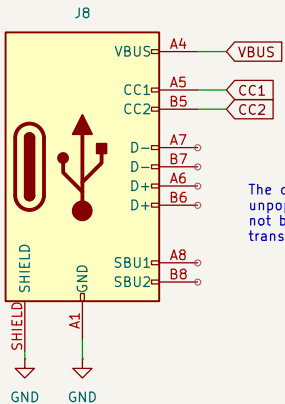 J8
VBUS A4 VBUS
CC1 A5 CC1
CC2 B5 CC2
D- A7
D- B7
D+ A6
D+ B6
The
unpop
not b
trans
SBU1 A8
SBU2 B8
SHIELD GND
SHIELD A1
GND GND